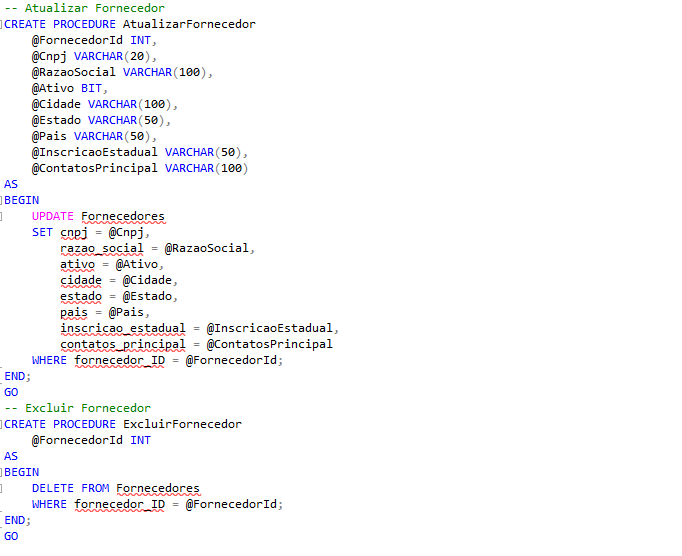 -- Atualizar Fornecedor
CREATE PROCEDURE AtualizarFornecedor
@FornecedorId INT,
@Cnpj VARCHAR(20),
@RazaoSocial VARCHAR(100),
@Ativo BIT,
@Cidade VARCHAR(100),
@Estado VARCHAR(50),
@Pais VARCHAR(50),
@InscricaoEstadual VARCHAR(50),
@ContatosPrincipal VARCHAR(100)
AS
BEGIN
UPDATE Fornecedores
SET cnpj = @Cnpj,
razao_social = @RazaoSocial,
ativo = @Ativo,
cidade = @Cidade,
estado = @Estado,
pais = @Pais,
inscricao_estadual = @InscricaoEstadual,
contatos_principal = @ContatosPrincipal
WHERE fornecedor_ID = @FornecedorId;
END;
GO
-- Excluir Fornecedor
CREATE PROCEDURE ExcluirFornecedor
@FornecedorId INT
AS
BEGIN
DELETE FROM Fornecedores
WHERE fornecedor_ID = @FornecedorId;
END;
GO